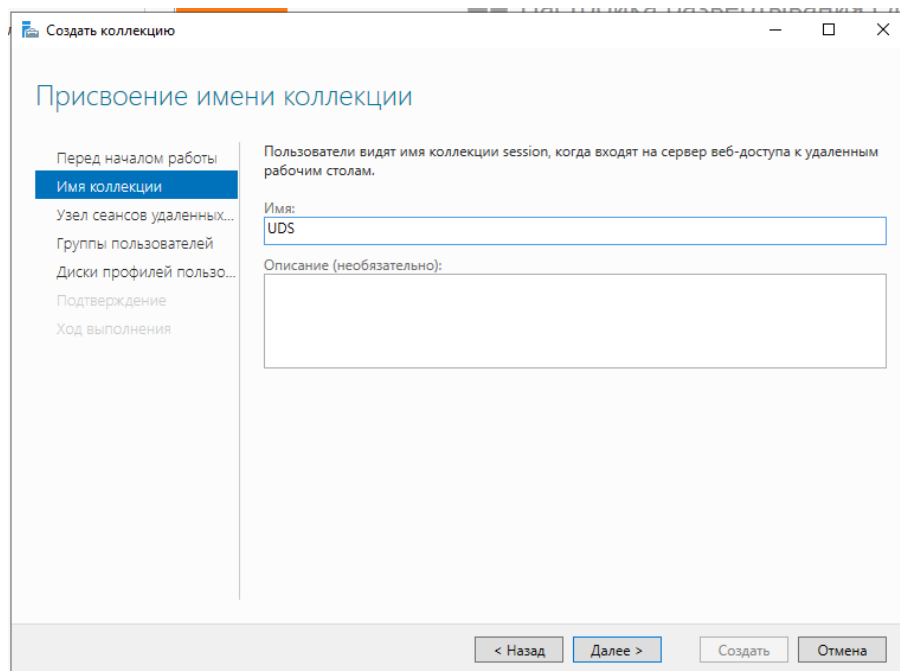 Создать коллекцию
Присвоение имени коллекции
Перед началом работы
Имя коллекции
Узел сеансов удаленных...
Группы пользователей
Диски профилей пользо...
Подтверждение
Ход выполнения
Пользователи видят имя коллекции session, когда входят на сервер веб-доступа к удаленным
рабочим столам.
Имя:
UDS
Описание (необязательно):
< Назад
Далее >
Создать
Отмена